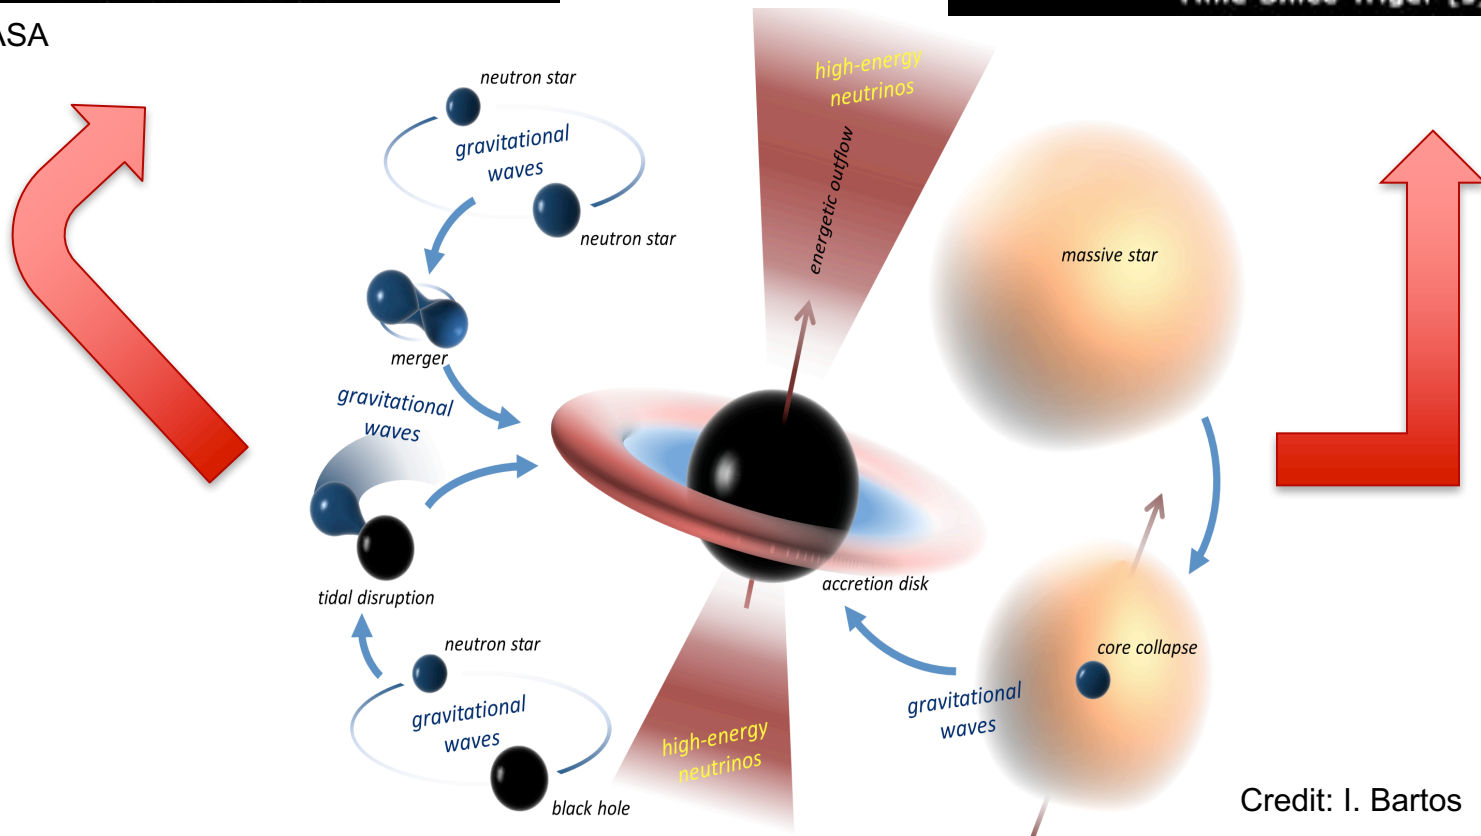 neutron star
gravitational
waves
neutron star
merger
gravitational
waves
tidal disruption
neutron star
gravitational
waves
black hole
high-energy
neutrinos
energetic outflow
accretion disk
high-energy
neutrinos
massive star
core collapse
gravitational
waves
Credit: I. Bartos